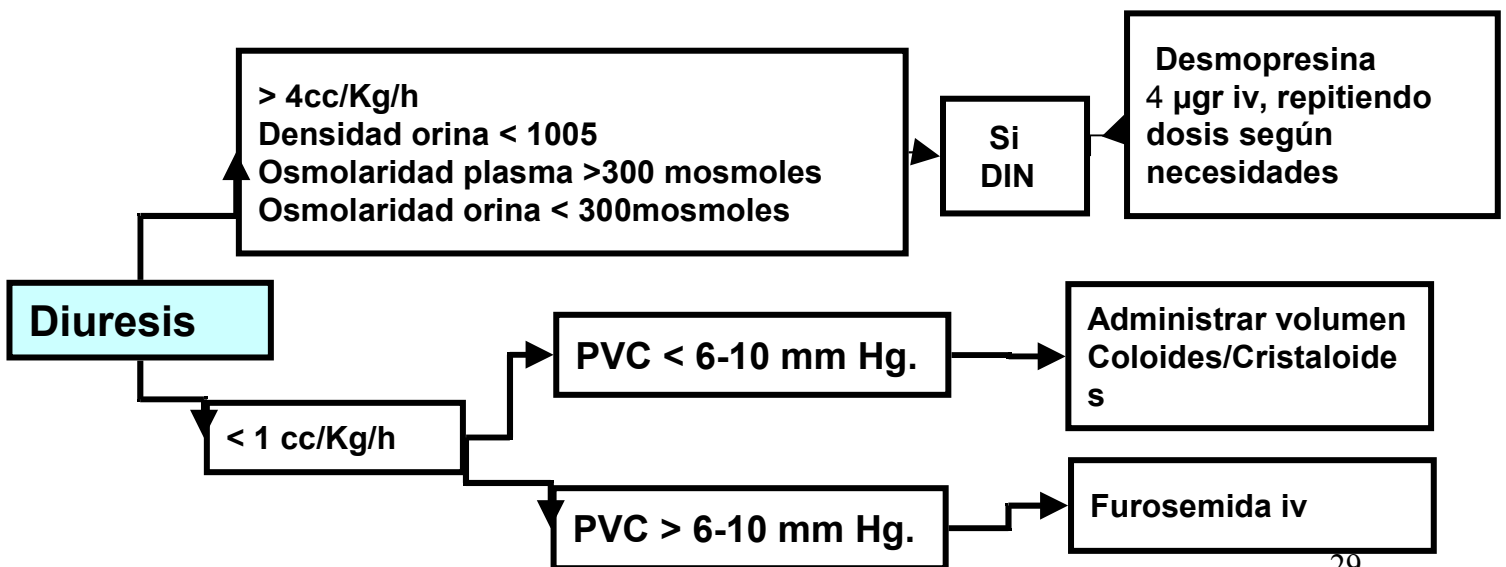 Diuresis
> 4cc/Kg/h
Densidad orina < 1005
Osmolaridad plasma >300 mosmoles
Osmolaridad orina < 300mosmoles
Si
DIN
Desmopresina
4 µgr iv, repitiendo
dosis según
necesidades
< 1 cc/Kg/h
PVC < 6-10 mm Hg.
Administrar volumen
Coloides/Cristaloide
s
PVC > 6-10 mm Hg.
Furosemida iv
29